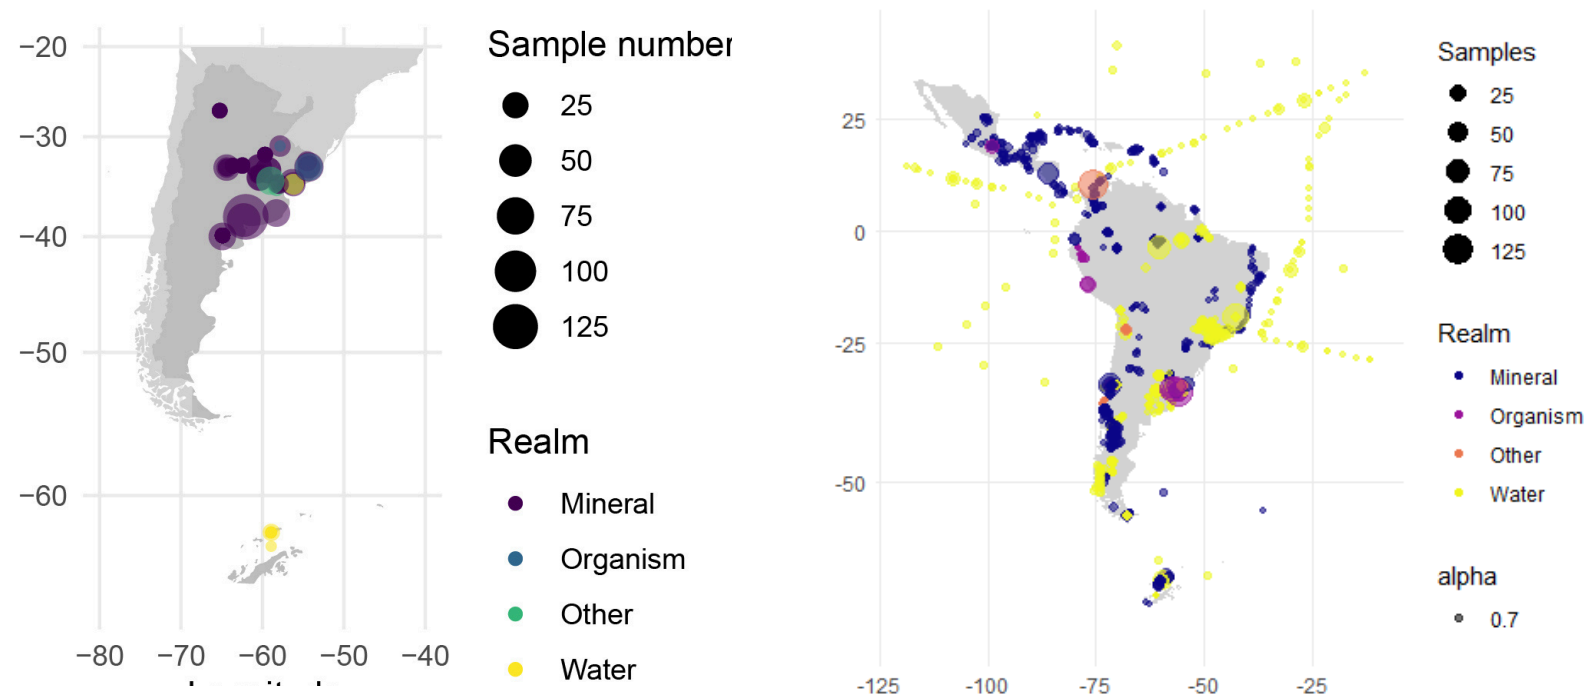 −20
−30
−40
−50
−60
−80 −70 −60 −50 −40
Sample number
25
50
75
100
125
Realm
Mineral
Organism
Other
Water
25
0
-25
-50
-125 -100 -75 -50 -25
Samples
25
50
75
100
125
Realm
Mineral
Organism
Other
Water
alpha
0.7